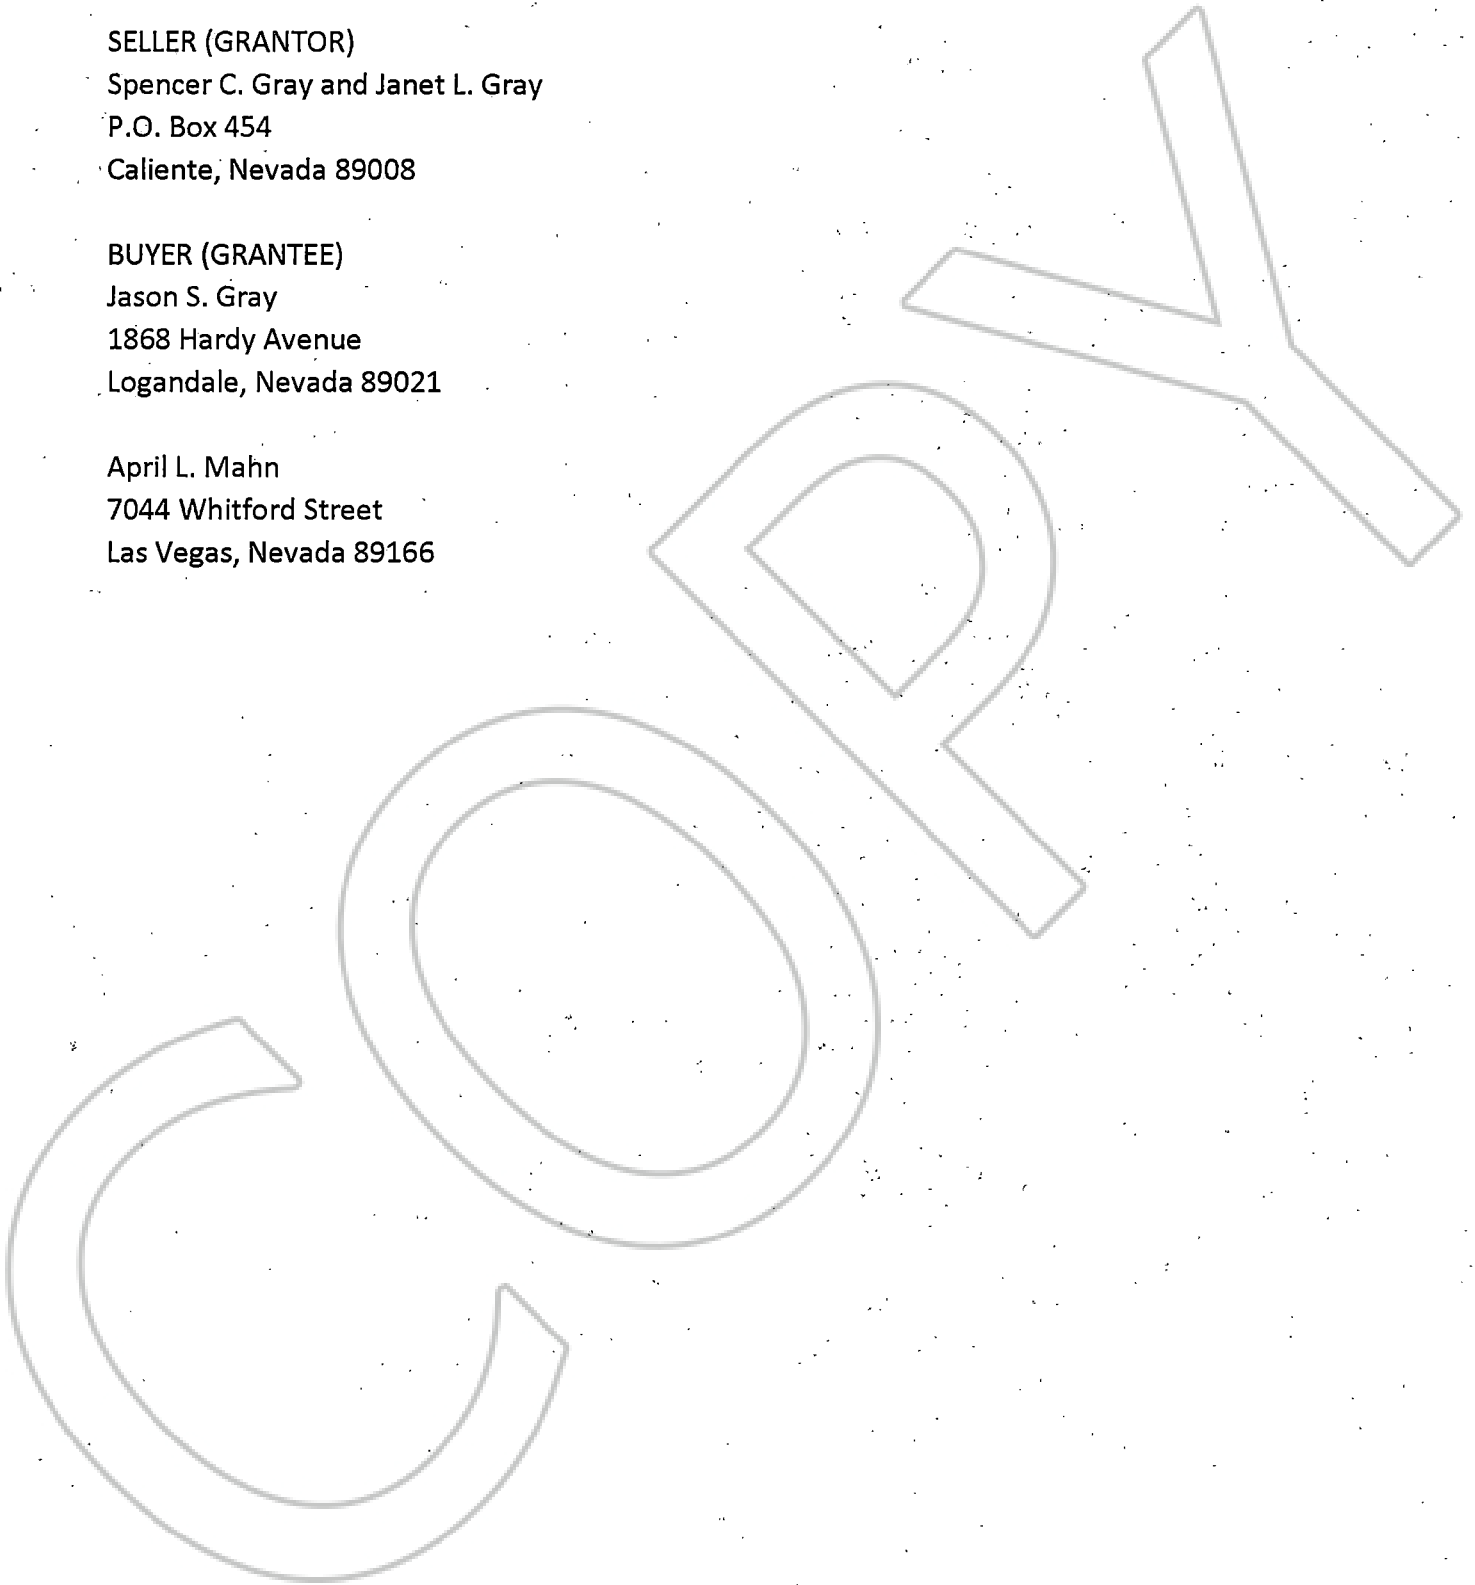 SELLER (GRANTOR)
Spencer C. Gray and Janet L. Gray
P.O. Box 454
Caliente, Nevada 89008
BUYER (GRANTEE)
Jason S. Gray
1868 Hardy Avenue
Logandale, Nevada 89021
April L. Mahn
7044 Whitford Street
Las Vegas, Nevada 89166
COPY